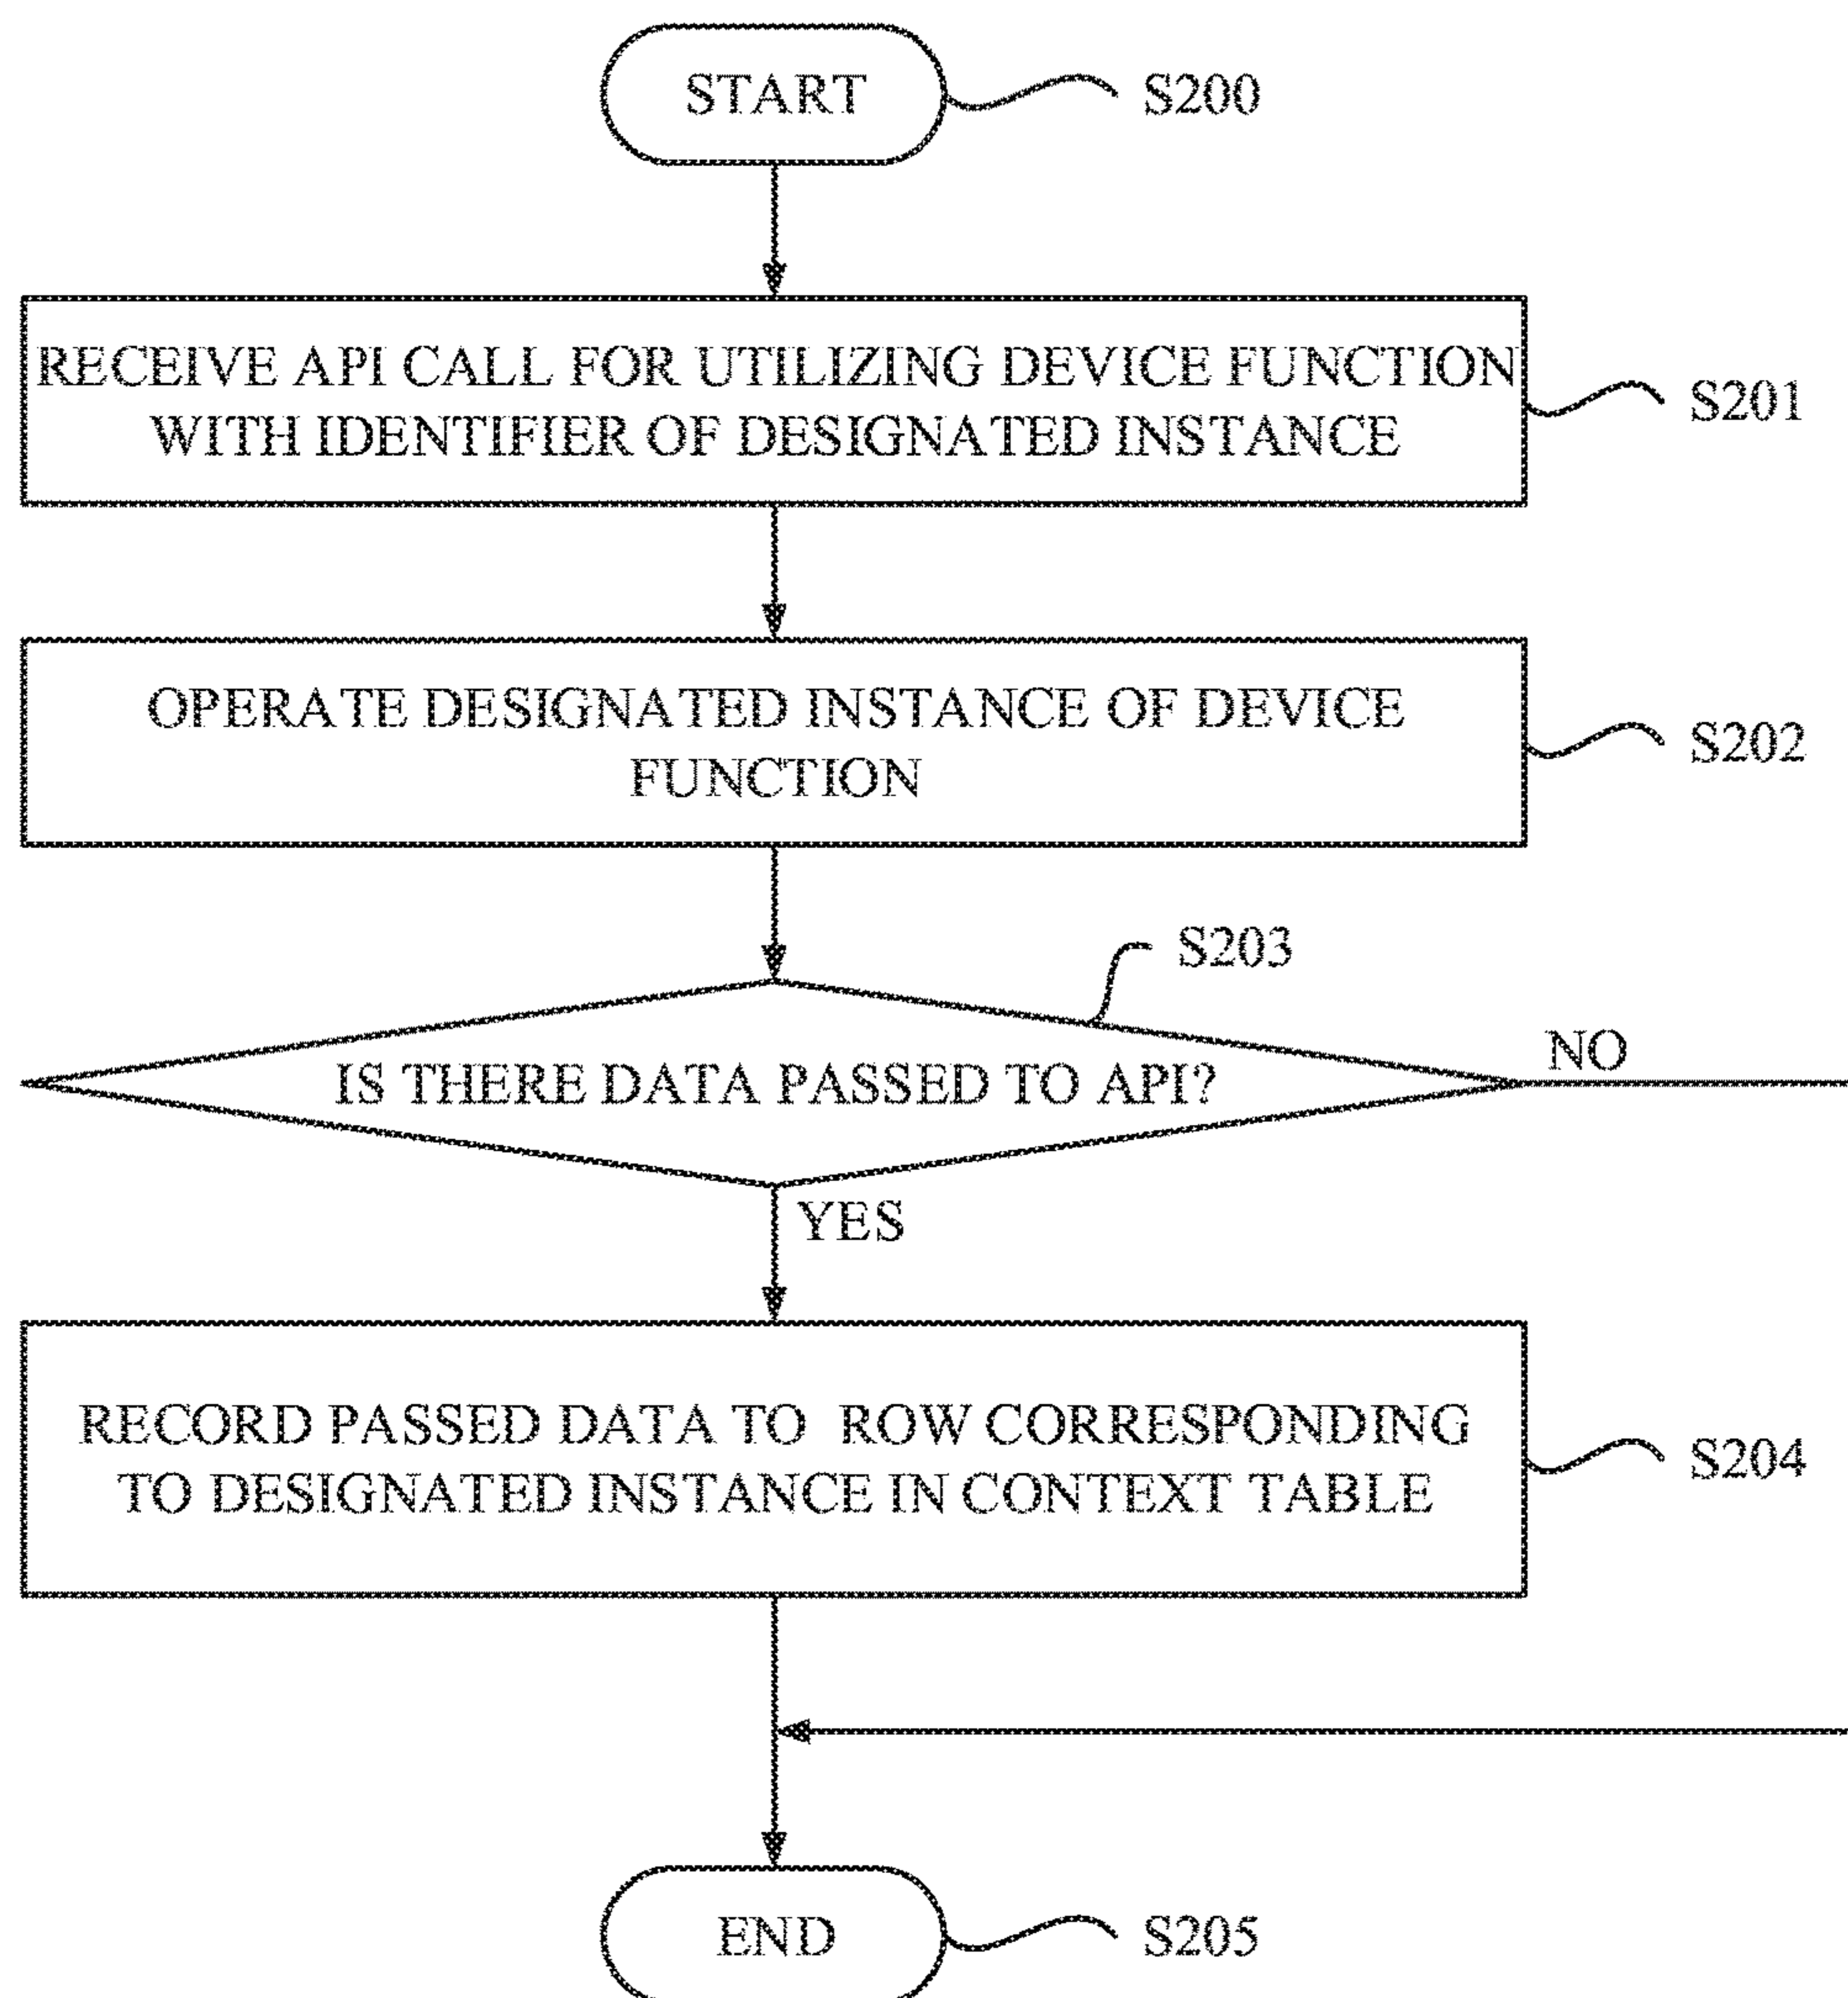 START
S200
RECEIVE API CALL FOR UTILIZING DEVICE FUNCTION
WITH IDENTIFIER OF DESIGNATED INSTANCE
S201
OPERATE DESIGNATED INSTANCE OF DEVICE
FUNCTION
S202
S203
IS THERE DATA PASSED TO API?
NO
YES
RECORD PASSED DATA TO ROW CORRESPONDING
TO DESIGNATED INSTANCE IN CONTEXT TABLE
S204
END
S205